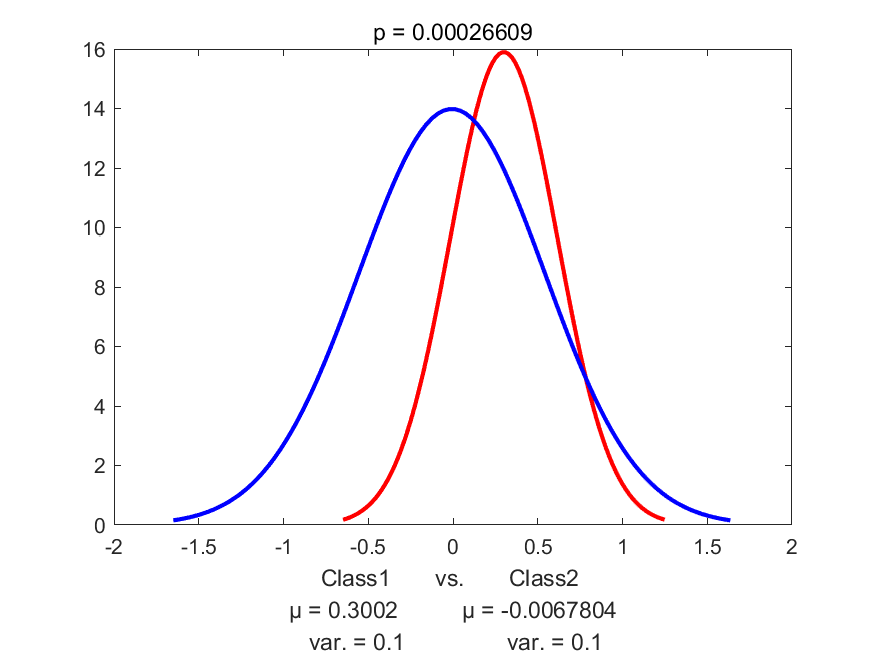 p = 0.00026609
16
14
12
10
8
6
4
2
0
-2 -1.5 -1 -0.5 0 0.5 1 1.5 2
Class1 vs. Class2
μ = 0.3002 μ = -0.0067804
var. = 0.1 var. = 0.1